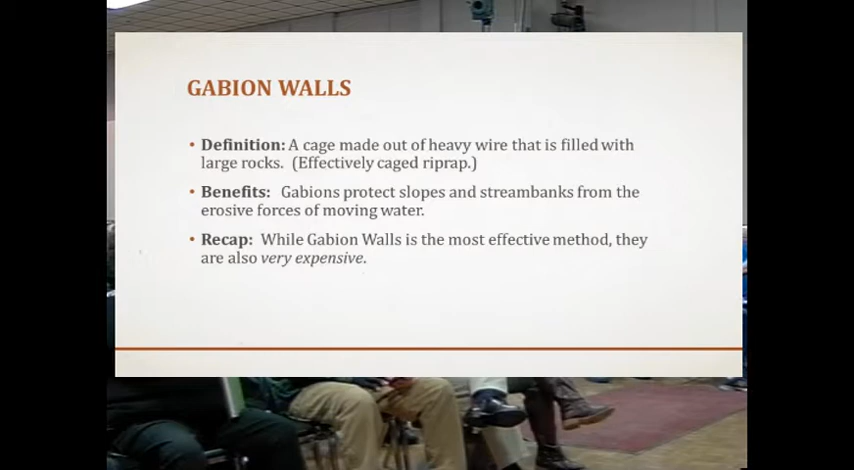 GABION WALLS
• Definition: A cage made out of heavy wire that is filled with
large rocks. (Effectively caged riprap.)
• Benefits: Gabions protect slopes and streambanks from the
erosive forces of moving water.
• Recap: While Gabion Walls is the most effective method, they
are also very expensive.